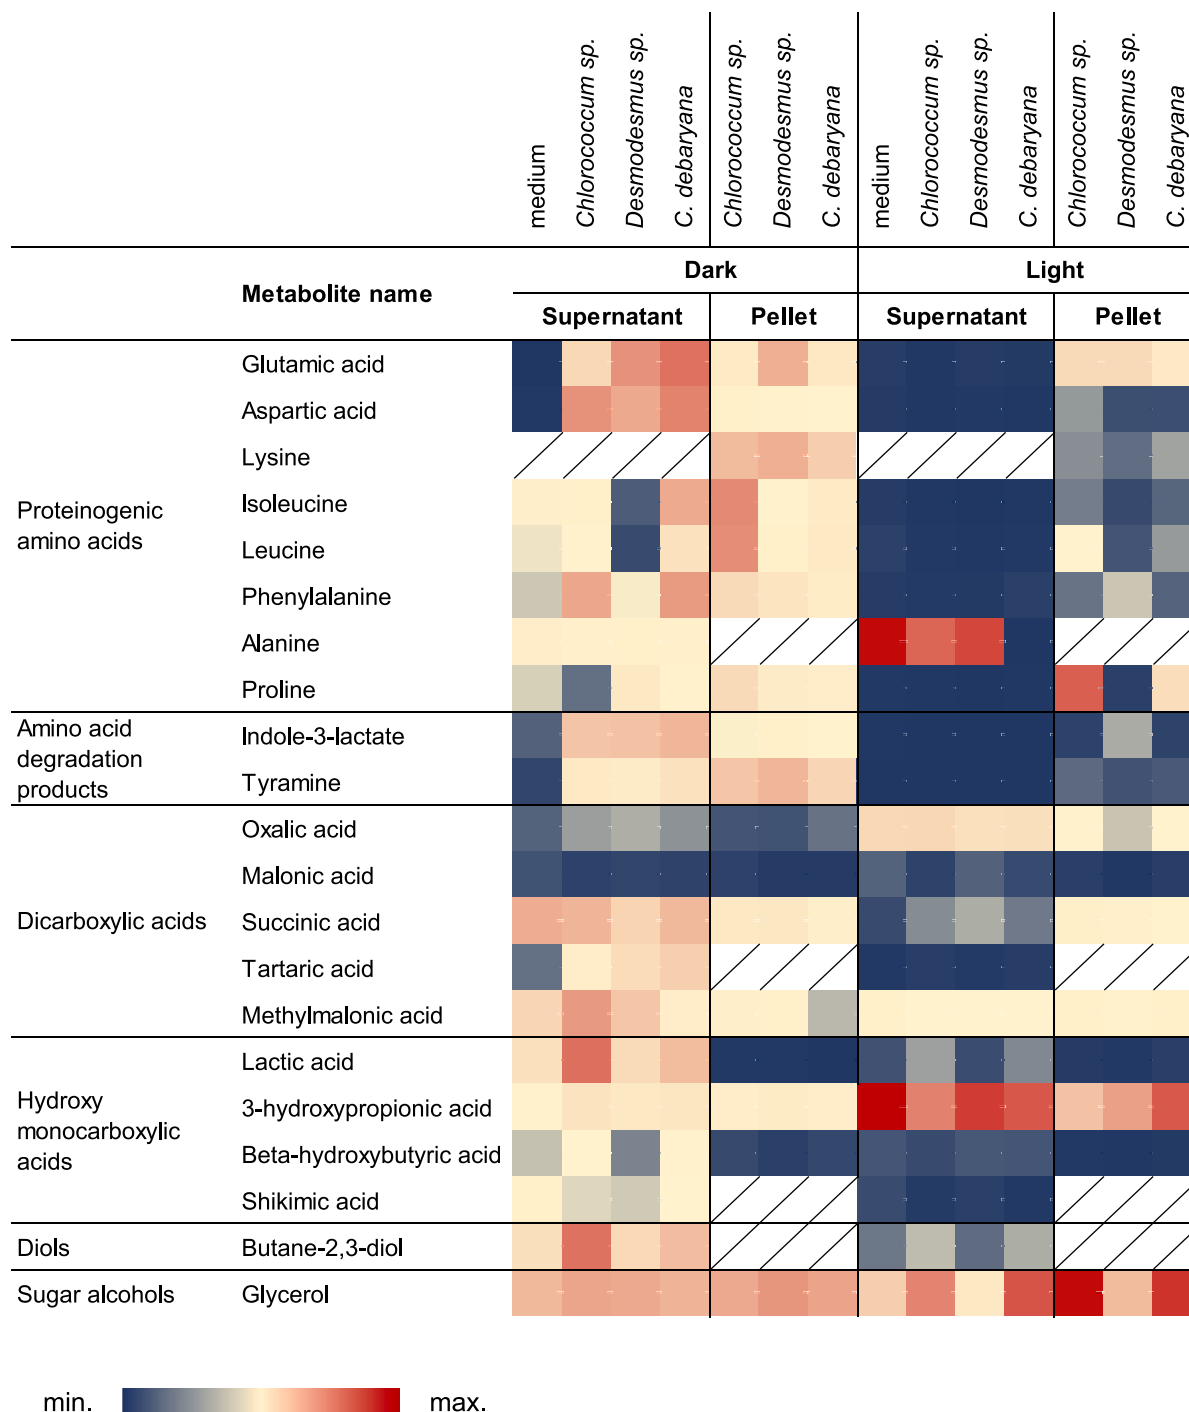 medium
Chlorococcum sp.
Desmodesmus sp.
C. debaryana
Chlorococcum sp.
Desmodesmus sp.
C. debaryana
medium
Chlorococcum sp.
Desmodesmus sp.
C. debaryana
Chlorococcum sp.
Desmodesmus sp.
C. debaryana
Metabolite name
Dark
Light
Supernatant
Pellet
Supernatant
Pellet
Proteinogenic
amino acids
Glutamic acid
Aspartic acid
Lysine
Isoleucine
Leucine
Phenylalanine
Alanine
Proline
Amino acid
degradation
products
Indole-3-lactate
Tyramine
Dicarboxylic acids
Oxalic acid
Malonic acid
Succinic acid
Tartaric acid
Methylmalonic acid
Hydroxy
monocarboxylic
acids
Lactic acid
3-hydroxypropionic acid
Beta-hydroxybutyric acid
Shikimic acid
Diols
Butane-2,3-diol
Sugar alcohols
Glycerol
min.
max.